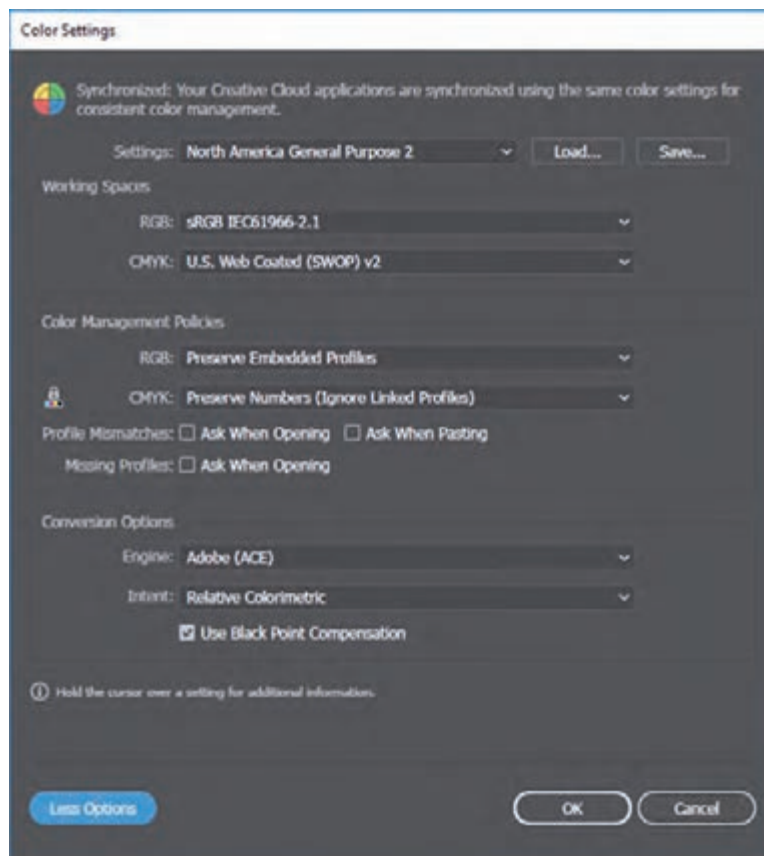 Color Settings
Synchronized: Your Creative Cloud applications are synchronized using the same color settings for
consistent color management.
Settings: North America General Purpose 2 Load... Save...
Working Spaces
RGB: sRGB IEC61966-2.1
CMYK: U.S. Web Coated (SWOP) v2
Color Management Policies
RGB: Preserve Embedded Profiles
CMYK: Preserve Numbers (Ignore Linked Profiles)
Profile Mismatches: Ask When Opening Ask When Pasting
Missing Profiles: Ask When Opening
Conversion Options
Engine: Adobe (ACE)
Intent: Relative Colorimetric
Use Black Point Compensation
Hold the cursor over a setting for additional information.
Less Options OK Cancel